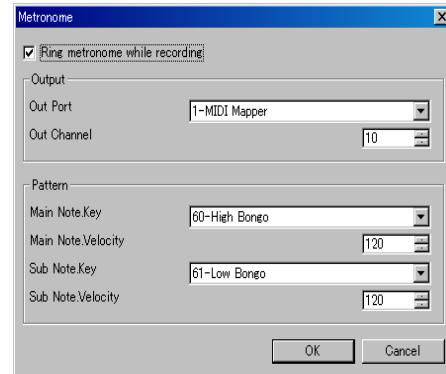 Metronome
Ring metronome while recording
Output
Out Port 1-MIDI Mapper
Out Channel 10
Pattern
Main Note.Key 60-High Bongo
Main Note.Velocity 120
Sub Note.Key 61-Low Bongo
Sub Note.Velocity 120
OK Cancel